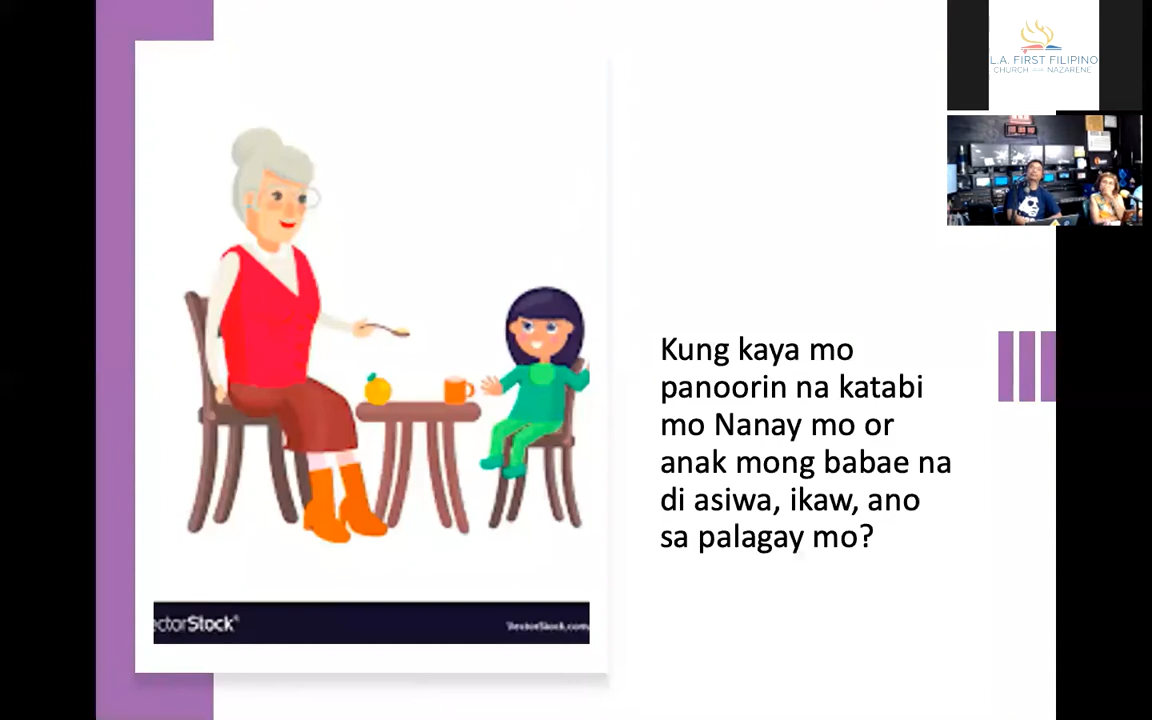 L.A. FIRST FILIPINO
CHURCH OF THE NAZARENE
Kung kaya mo
panoorin na katabi
mo Nanay mo or
anak mong babae na
di asiwa, ikaw, ano
sa palagay mo?
ectorStock®
VectorStock.com